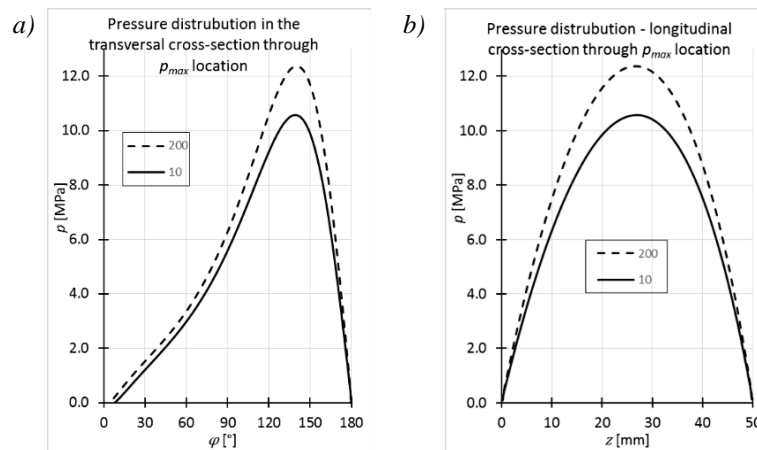 a)
Pressure distrubution in the
transversal cross-section through
pmax location
12.0
10.0
8.0
6.0
4.0
2.0
0.0
p [MPa]
200
10
0 30 60 90 120 150 180
φ [°]
b)
Pressure distrubution - longitudinal
cross-section through pmax location
12.0
10.0
8.0
6.0
4.0
2.0
0.0
p [MPa]
200
10
0 10 20 30 40 50
z [mm]